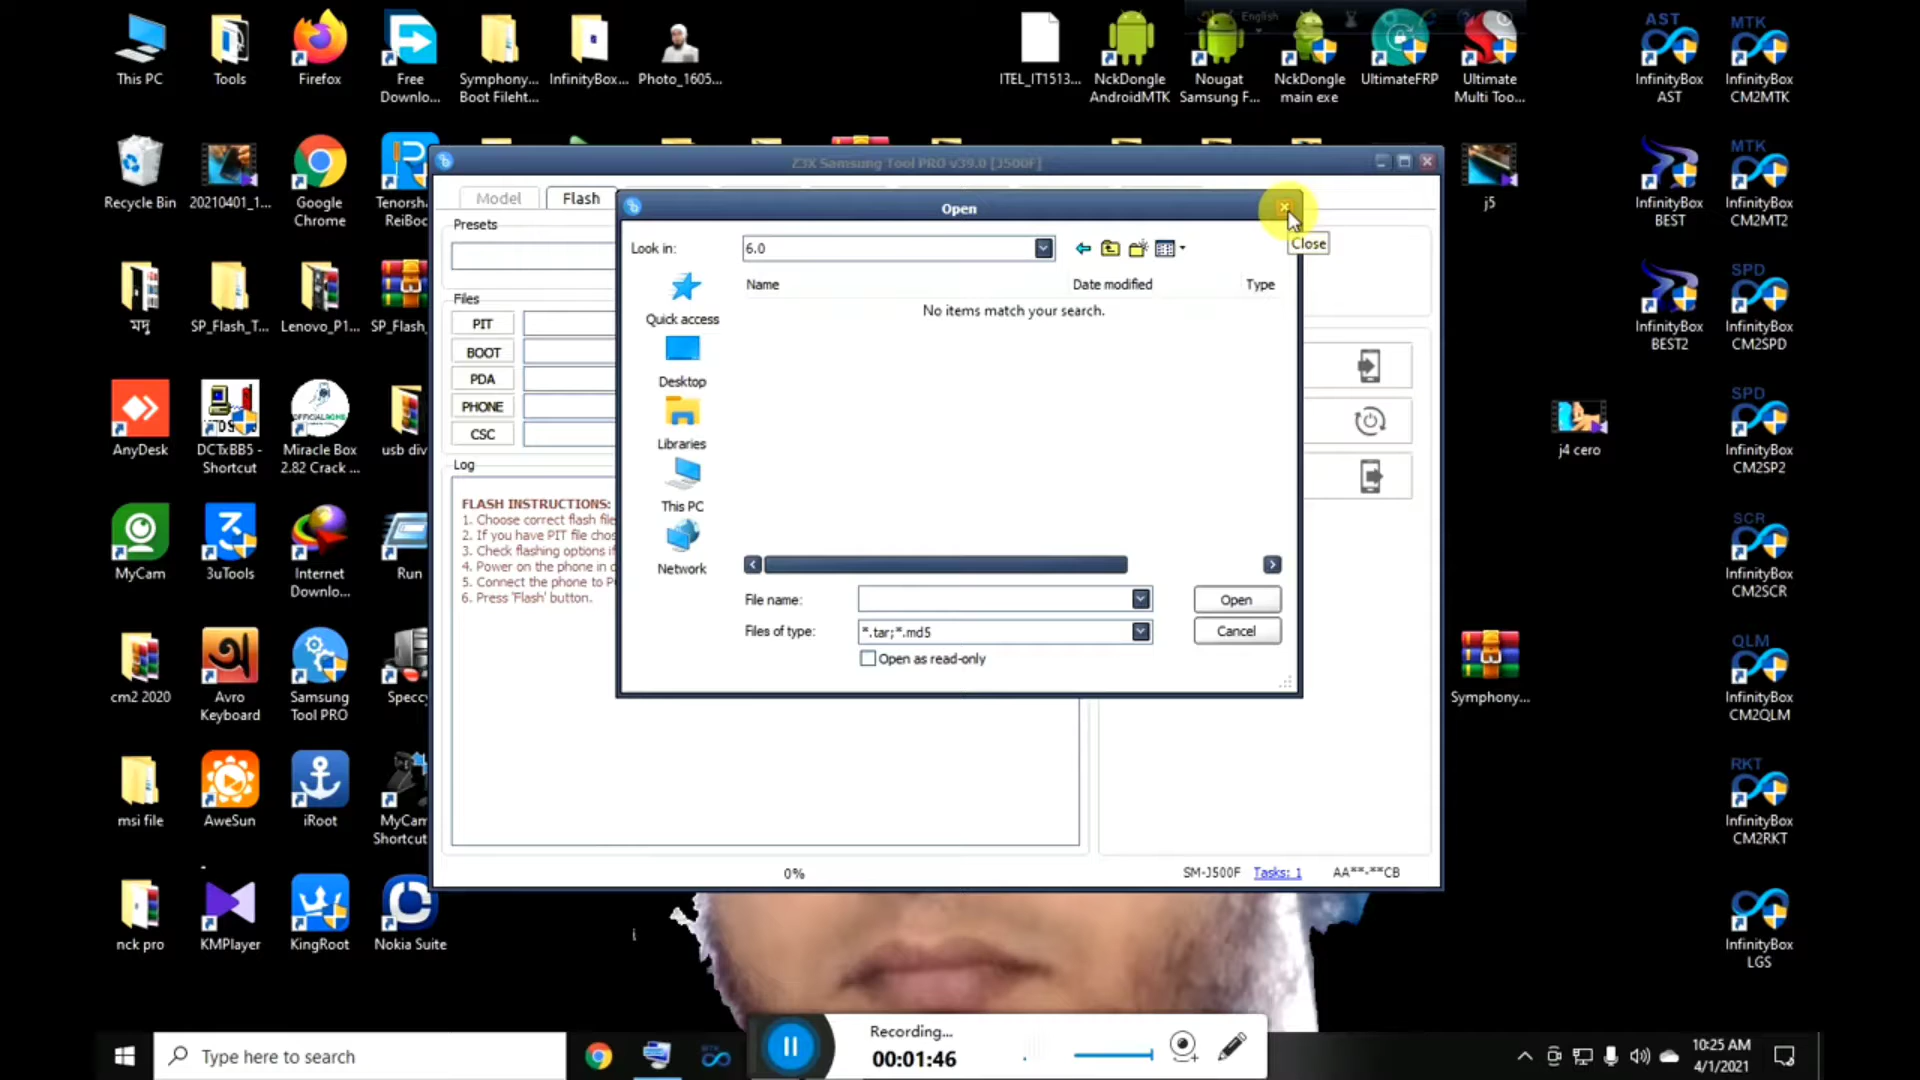 English
This PC
Tools
Firefox
Free
Downlo...
Symphony...
Boot Fileht...
InfinityBox...
Photo_1605...
ITEL_IT1513...
NckDongle
AndroidMTK
Nougat
Samsung F...
NckDongle
main exe
UltimateFRP
Ultimate
Multi Too...
AST
InfinityBox
AST
MTK
InfinityBox
CM2MTK
Recycle Bin
20210401_1...
Google
Chrome
Tenorsha
ReiBoo
j5
InfinityBox
BEST
MTK
InfinityBox
CM2MT2
Z3X Samsung Tool PRO v39.0 [J500F]
Model
Flash
Presets
Files
PIT
BOOT
PDA
PHONE
CSC
Log
FLASH INSTRUCTIONS:
1. Choose correct flash file
2. If you have PIT file chos
3. Check flashing options i
4. Power on the phone in d
5. Connect the phone to P
6. Press 'Flash' button.
Open
Close
Look in:
6.0
Name
Date modified
Type
No items match your search.
Quick access
Desktop
Libraries
This PC
Network
File name:
Open
Files of type:
*.tar;*.md5
Cancel
Open as read-only
0%
SM-J500F
Tasks: 1
AA**-**CB
মদু
SP_Flash_T...
Lenovo_P1...
SP_Flash_
InfinityBox
BEST2
SPD
InfinityBox
CM2SPD
AnyDesk
DCTxBB5 -
Shortcut
Miracle Box
2.82 Crack ...
usb div
j4 cero
SPD
InfinityBox
CM2SP2
MyCam
3uTools
Internet
Downlo...
Run
SCR
InfinityBox
CM2SCR
cm2 2020
Avro
Keyboard
Samsung
Tool PRO
Speccy
Symphony...
QLM
InfinityBox
CM2QLM
msi file
AweSun
iRoot
MyCam
Shortcut
RKT
InfinityBox
CM2RKT
nck pro
KMPlayer
KingRoot
Nokia Suite
InfinityBox
LGS
Type here to search
MTK
Recording...
00:01:46
10:25 AM
4/1/2021